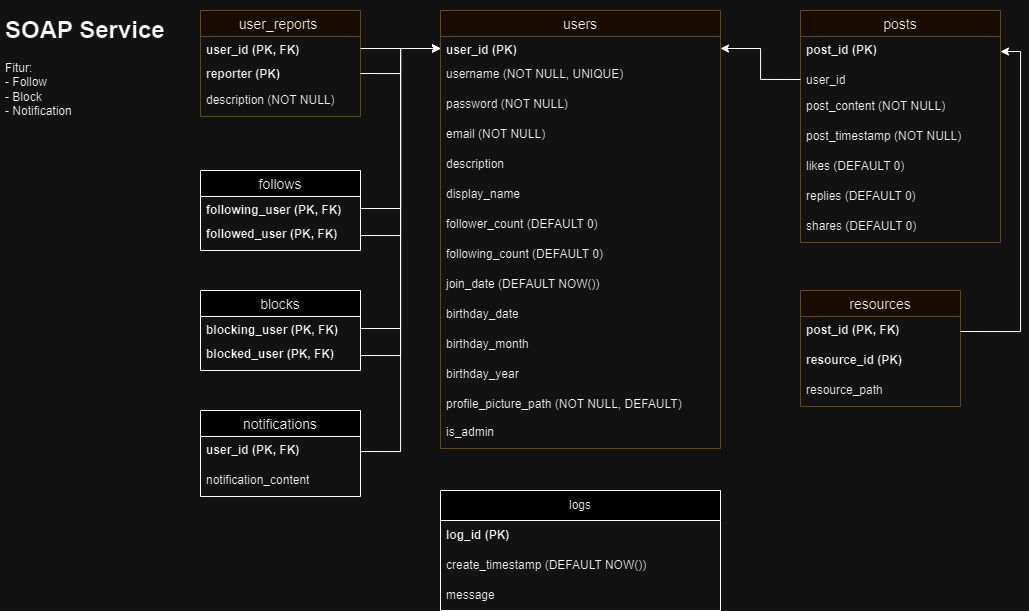 SOAP Service
Fitur:
- Follow
- Block
- Notification
user_reports
user_id (PK, FK)
reporter (PK)
description (NOT NULL)
follows
following_user (PK, FK)
followed_user (PK, FK)
blocks
blocking_user (PK, FK)
blocked_user (PK, FK)
notifications
user_id (PK, FK)
notification_content
users
user_id (PK)
username (NOT NULL, UNIQUE)
password (NOT NULL)
email (NOT NULL)
description
display_name
follower_count (DEFAULT 0)
following_count (DEFAULT 0)
join_date (DEFAULT NOW())
birthday_date
birthday_month
birthday_year
profile_picture_path (NOT NULL, DEFAULT)
is_admin
logs
log_id (PK)
create_timestamp (DEFAULT NOW())
message
posts
post_id (PK)
user_id
post_content (NOT NULL)
post_timestamp (NOT NULL)
likes (DEFAULT 0)
replies (DEFAULT 0)
shares (DEFAULT 0)
resources
post_id (PK, FK)
resource_id (PK)
resource_path